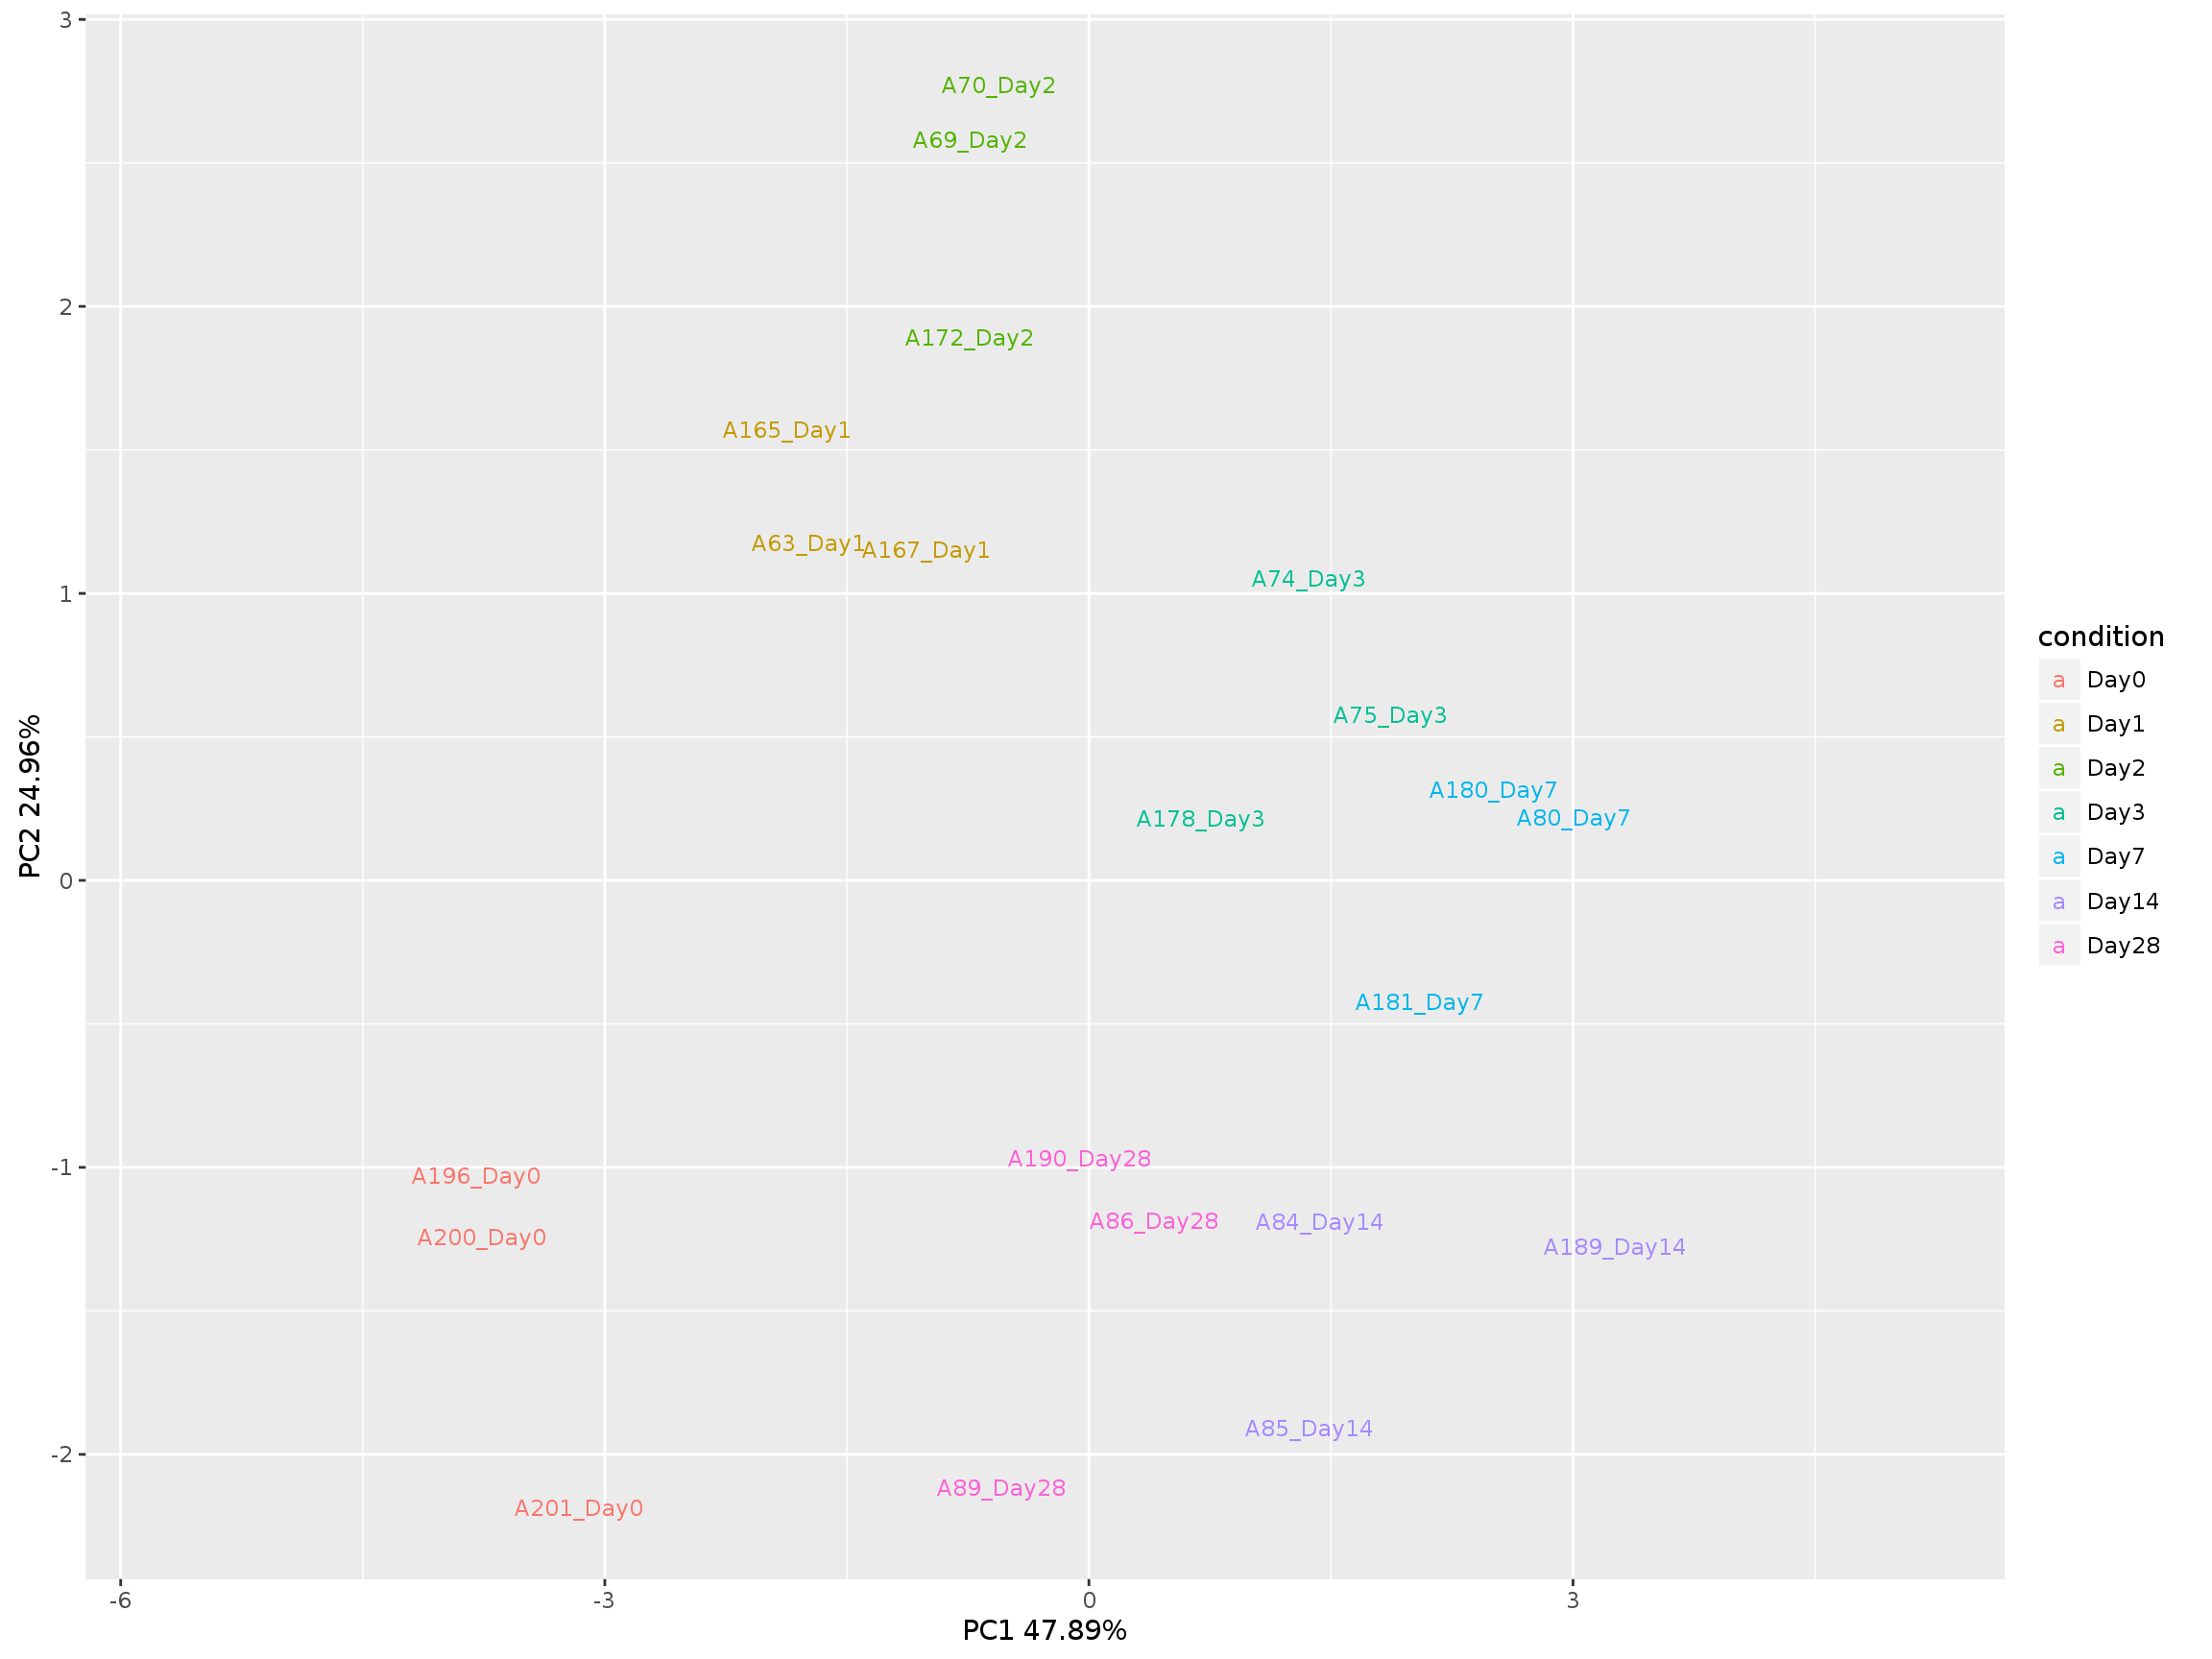 3
A70_Day2
A69_Day2
2
A172_Day2
A165_Day1
A63_Day1
A167_Day1
A74_Day3
1
A75_Day3
A180_Day7
A80_Day7
A178_Day3
0
A181_Day7
A190_Day28
-1
A196_Day0
A86_Day28
A84_Day14
A200_Day0
A189_Day14
A85_Day14
-2
A89_Day28
A201_Day0
-6
-3
0
3
PC1 47.89%
PC2 24.96%
condition
a Day0
a Day1
a Day2
a Day3
a Day7
a Day14
a Day28